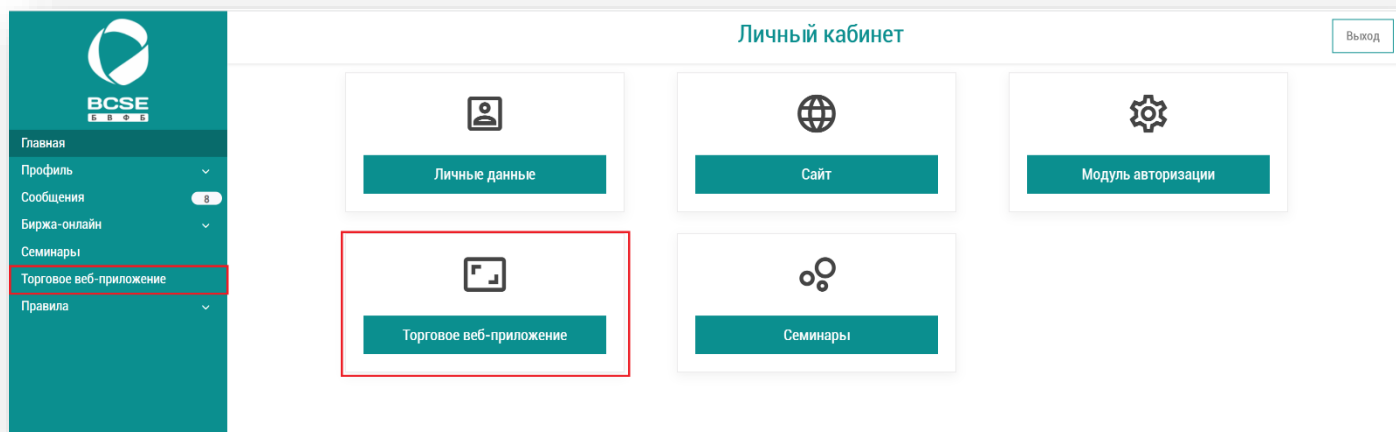 BCSE
БВФБ
Главная
Профиль
Сообщения 8
Биржа-онлайн
Семинары
Торговое веб-приложение
Правила
Личный кабинет
Выход
Личные данные
Сайт
Модуль авторизации
Торговое веб-приложение
Семинары